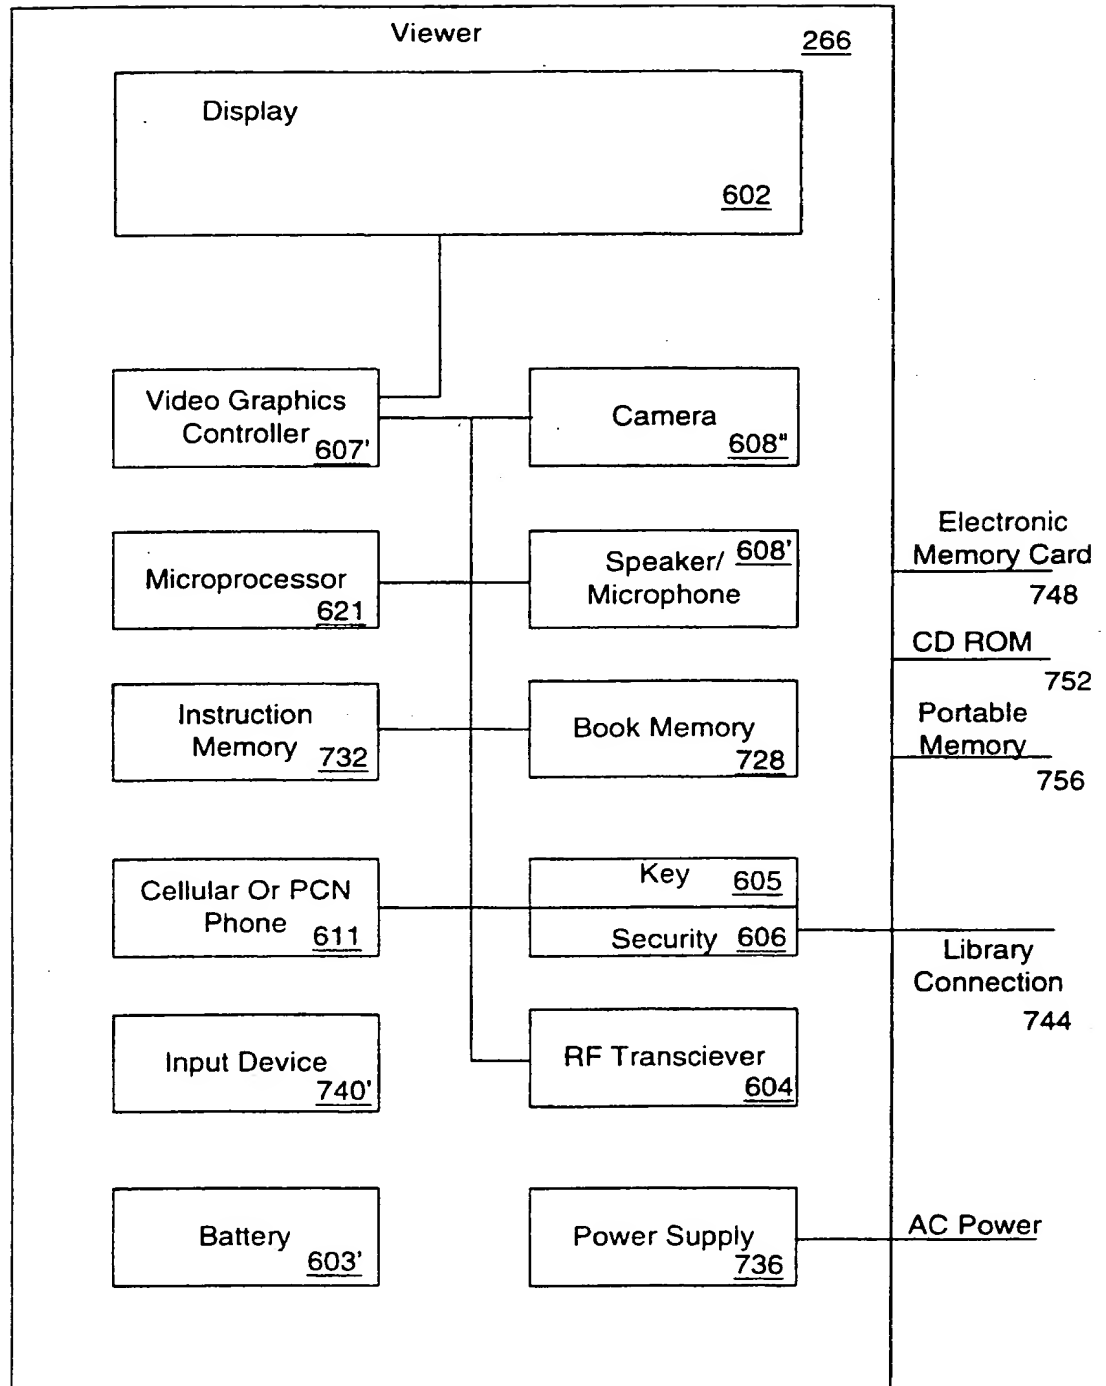 Viewer
266
Display
602
Video Graphics
Controller
607'
Camera
608"
Microprocessor
621
Speaker/
Microphone
608'
Electronic
Memory Card
748
CD ROM
752
Instruction
Memory
732
Book Memory
728
Portable
Memory
756
Cellular Or PCN
Phone
611
Key
605
Security
606
Library
Connection
744
Input Device
740'
RF Transciever
604
Battery
603'
Power Supply
736
AC Power